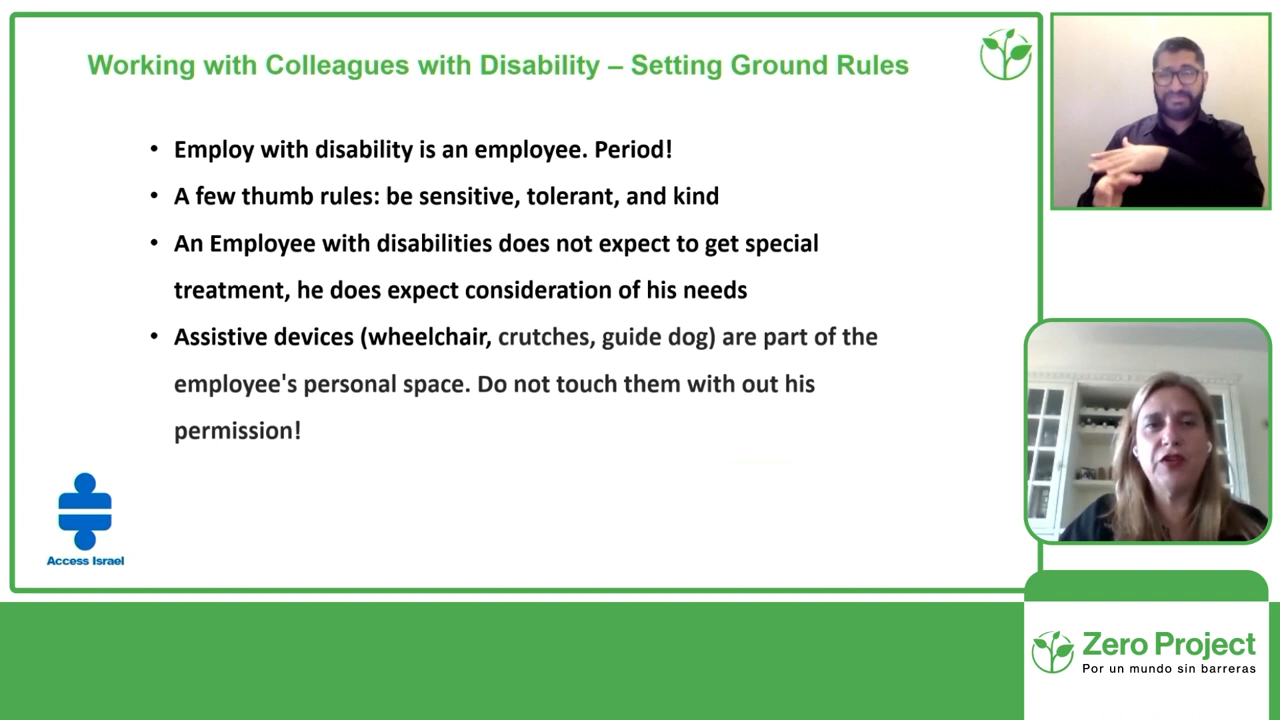 Working with Colleagues with Disability – Setting Ground Rules
• Employ with disability is an employee. Period!
• A few thumb rules: be sensitive, tolerant, and kind
• An Employee with disabilities does not expect to get special
treatment, he does expect consideration of his needs
• Assistive devices (wheelchair, crutches, guide dog) are part of the
employee's personal space. Do not touch them with out his
permission!
Access Israel
Zero Project
Por un mundo sin barreras